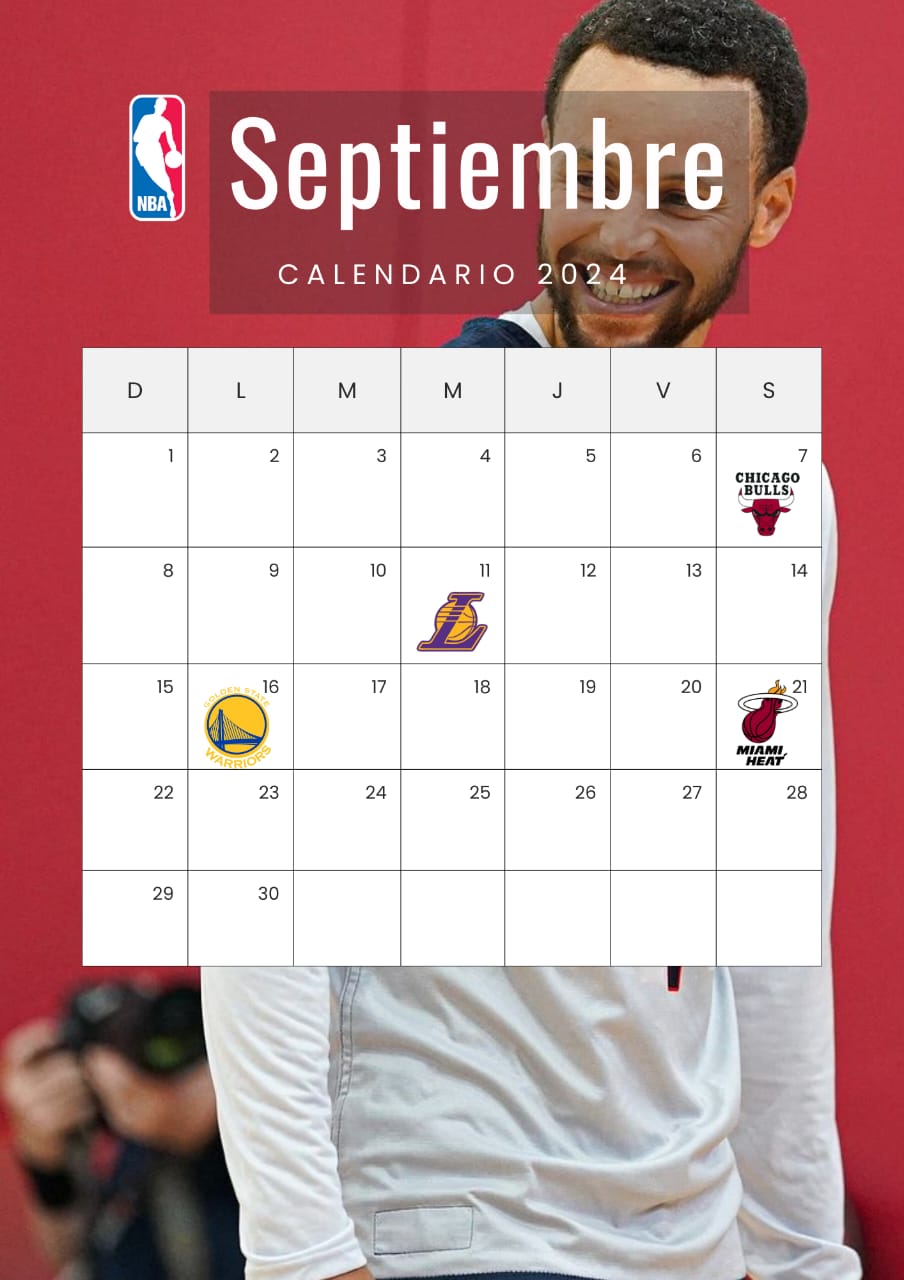 NBA
Septiembre
CALENDARIO 2024
D L M M J V S
1 2 3 4 5 6 7
CHICAGO
BULLS
8 9 10 11 12 13 14
L
15 16 17 18 19 20 21
GOLDEN STATE
WARRIORS
MIAMI
HEAT
22 23 24 25 26 27 28
29 30